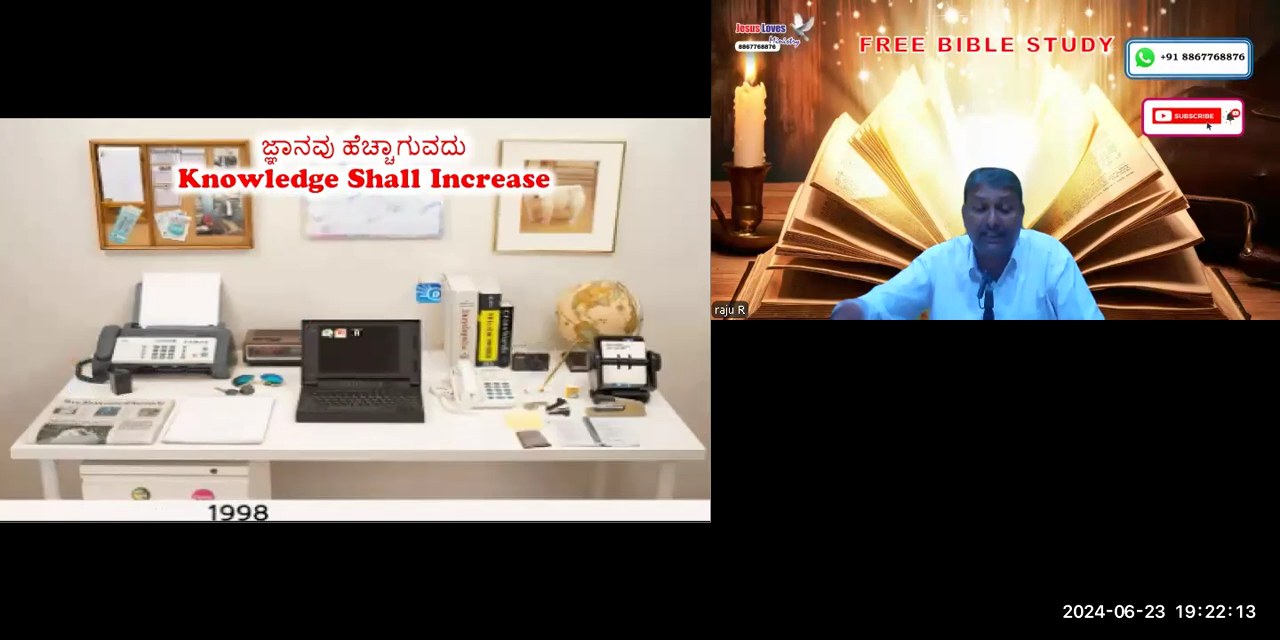 ಜ್ಞಾನವು ಹೆಚ್ಚಾಗುವದು
Knowledge Shall Increase
1998
Jesus Loves
Ministry
8867768876
FREE BIBLE STUDY
+91 8867768876
SUBSCRIBE
raju R
2024-06-23 19:22:13